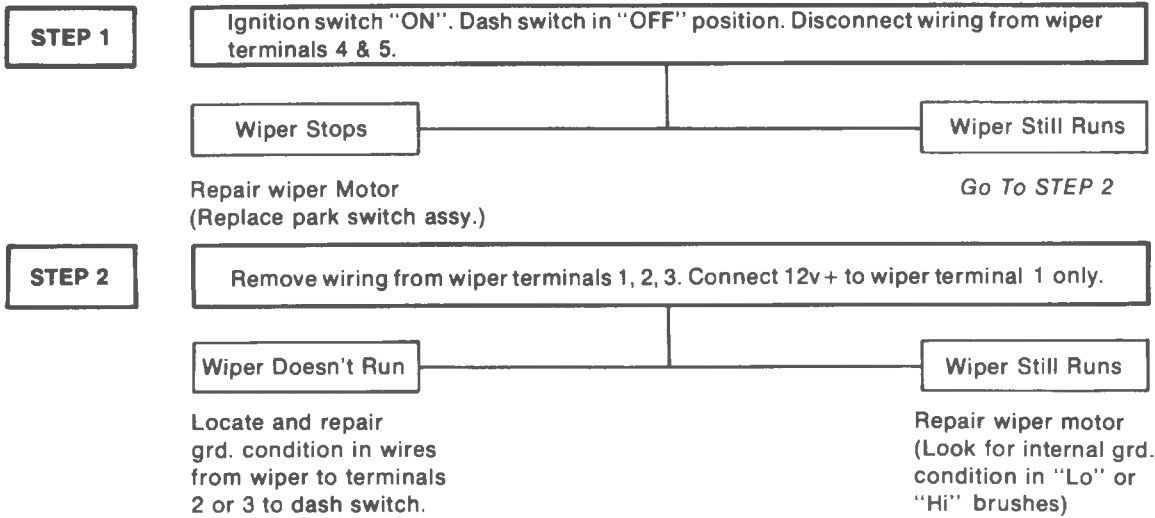 STEP 1
Ignition switch "ON". Dash switch in "OFF" position. Disconnect wiring from wiper
terminals 4 & 5.
Wiper Stops
Wiper Still Runs
Repair wiper Motor
(Replace park switch assy.)
Go To STEP 2
STEP 2
Remove wiring from wiper terminals 1, 2, 3. Connect 12v+ to wiper terminal 1 only.
Wiper Doesn't Run
Wiper Still Runs
Locate and repair
grd. condition in wires
from wiper to terminals
2 or 3 to dash switch.
Repair wiper motor
(Look for internal grd.
condition in "Lo" or
"Hi" brushes)